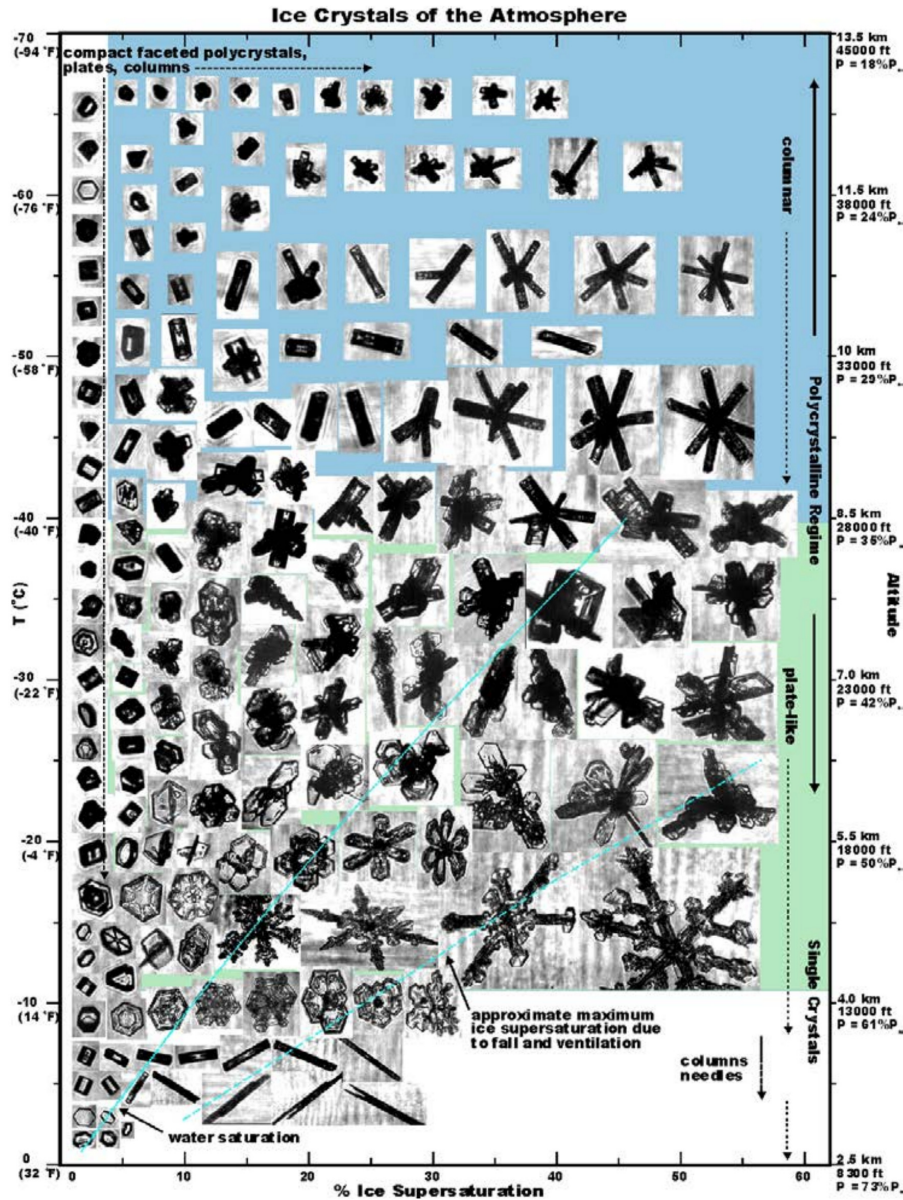 Ice Crystals of the Atmosphere
-70
(-94 °F)
compact faceted polycrystals,
plates, columns
13.5 km
45000 ft
P = 18%P
columnar
-60
(-76 °F)
11.5 km
38000 ft
P = 24%P
-50
(-58 °F)
10 km
33000 ft
P = 29%P
Polycrystalline Regime
-40
(-40 °F)
8.5 km
28000 ft
P = 35%P
T (°C)
Altitude
-30
(-22 °F)
7.0 km
23000 ft
P = 42%P
plate-like
-20
(-4 °F)
5.5 km
18000 ft
P = 50%P
Single Crystals
-10
(14 °F)
4.0 km
13000 ft
P = 61%P
approximate maximum
ice supersaturation due
to fall and ventilation
columns
needles
water saturation
0
(32 °F)
2.5 km
8300 ft
P = 73%P
0 10 20 30 40 50 60
% Ice Supersaturation